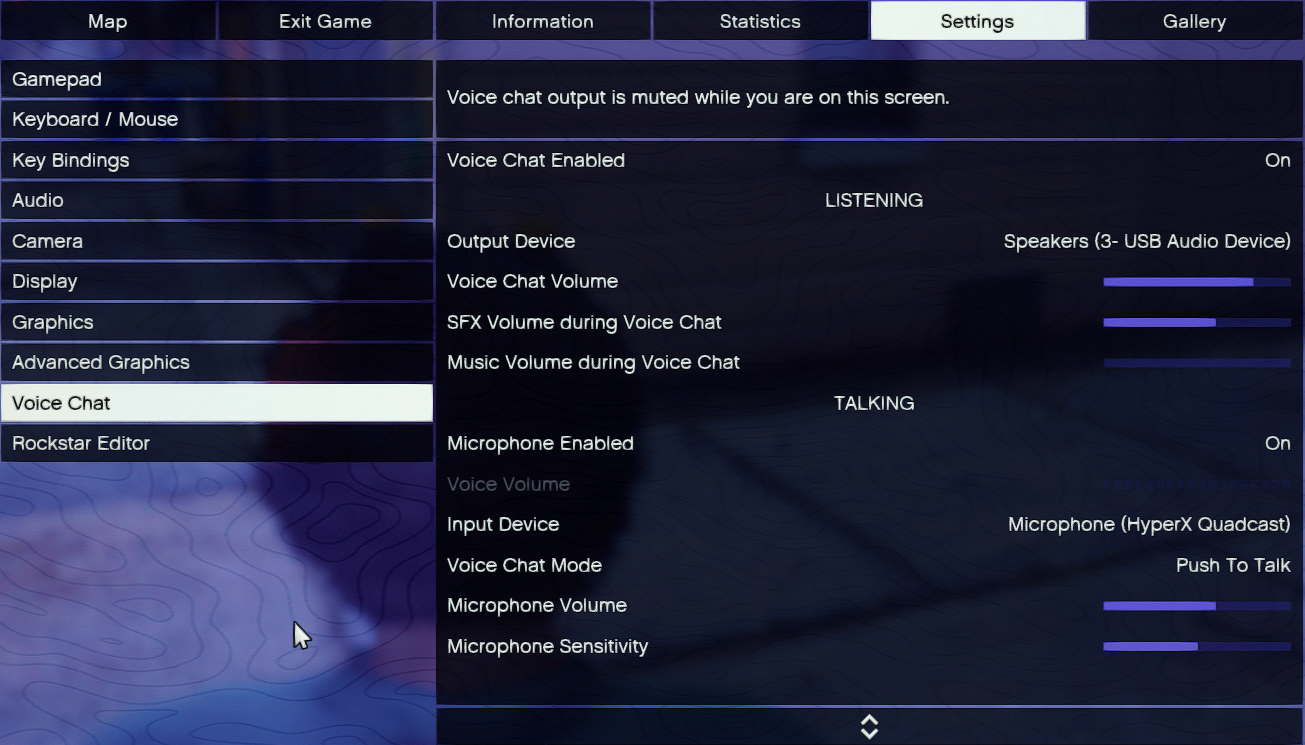 Map Exit Game Information Statistics Settings Gallery
Gamepad
Keyboard / Mouse
Key Bindings
Audio
Camera
Display
Graphics
Advanced Graphics
Voice Chat
Rockstar Editor
Voice chat output is muted while you are on this screen.
Voice Chat Enabled On
LISTENING
Output Device Speakers (3- USB Audio Device)
Voice Chat Volume
SFX Volume during Voice Chat
Music Volume during Voice Chat
TALKING
Microphone Enabled On
Voice Volume
Input Device Microphone (HyperX Quadcast)
Voice Chat Mode Push To Talk
Microphone Volume
Microphone Sensitivity